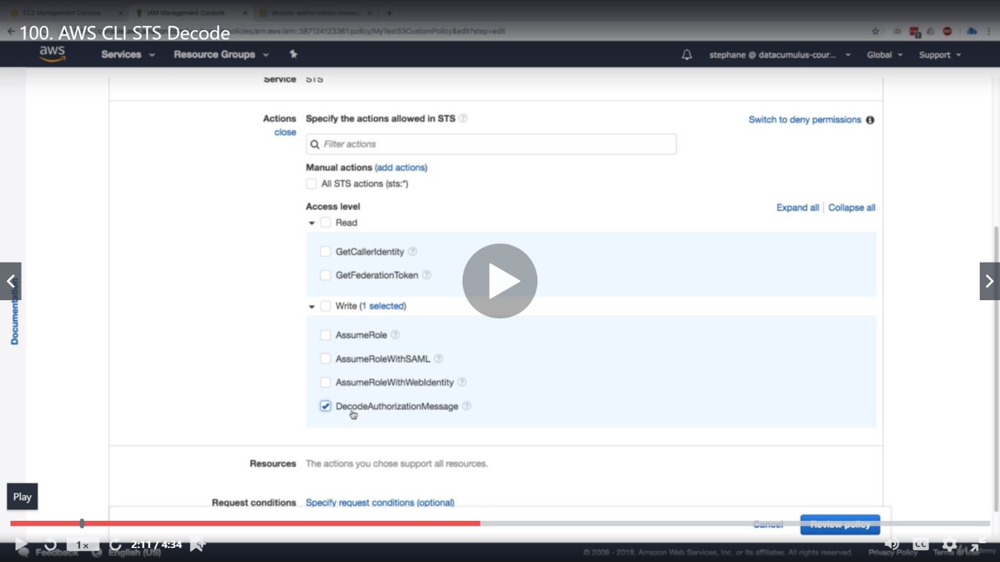 EC2 Management Console
IAM Management Console
decode-authorization-messag
100. AWS CLI STS Decode
olicies/arn:aws:iam::387124123361:policy/MyTestS3CustomPolicy$edit?step=edit
aws
Services
Resource Groups
stephane @ datacumulus-cour...
Global
Support
Service STS
Actions
close
Specify the actions allowed in STS
Switch to deny permissions
Filter actions
Manual actions (add actions)
All STS actions (sts:*)
Access level
Expand all | Collapse all
Read
GetCallerIdentity
GetFederationToken
Write (1 selected)
AssumeRole
AssumeRoleWithSAML
AssumeRoleWithWebIdentity
DecodeAuthorizationMessage
Documentation
Resources The actions you chose support all resources.
Play
Request conditions Specify request conditions (optional)
Cancel
Review policy
1x
2:11 / 4:34
CC
Feedback
English (US)
© 2008 - 2018, Amazon Web Services, Inc. or its affiliates. All rights reserved.
Privacy Policy